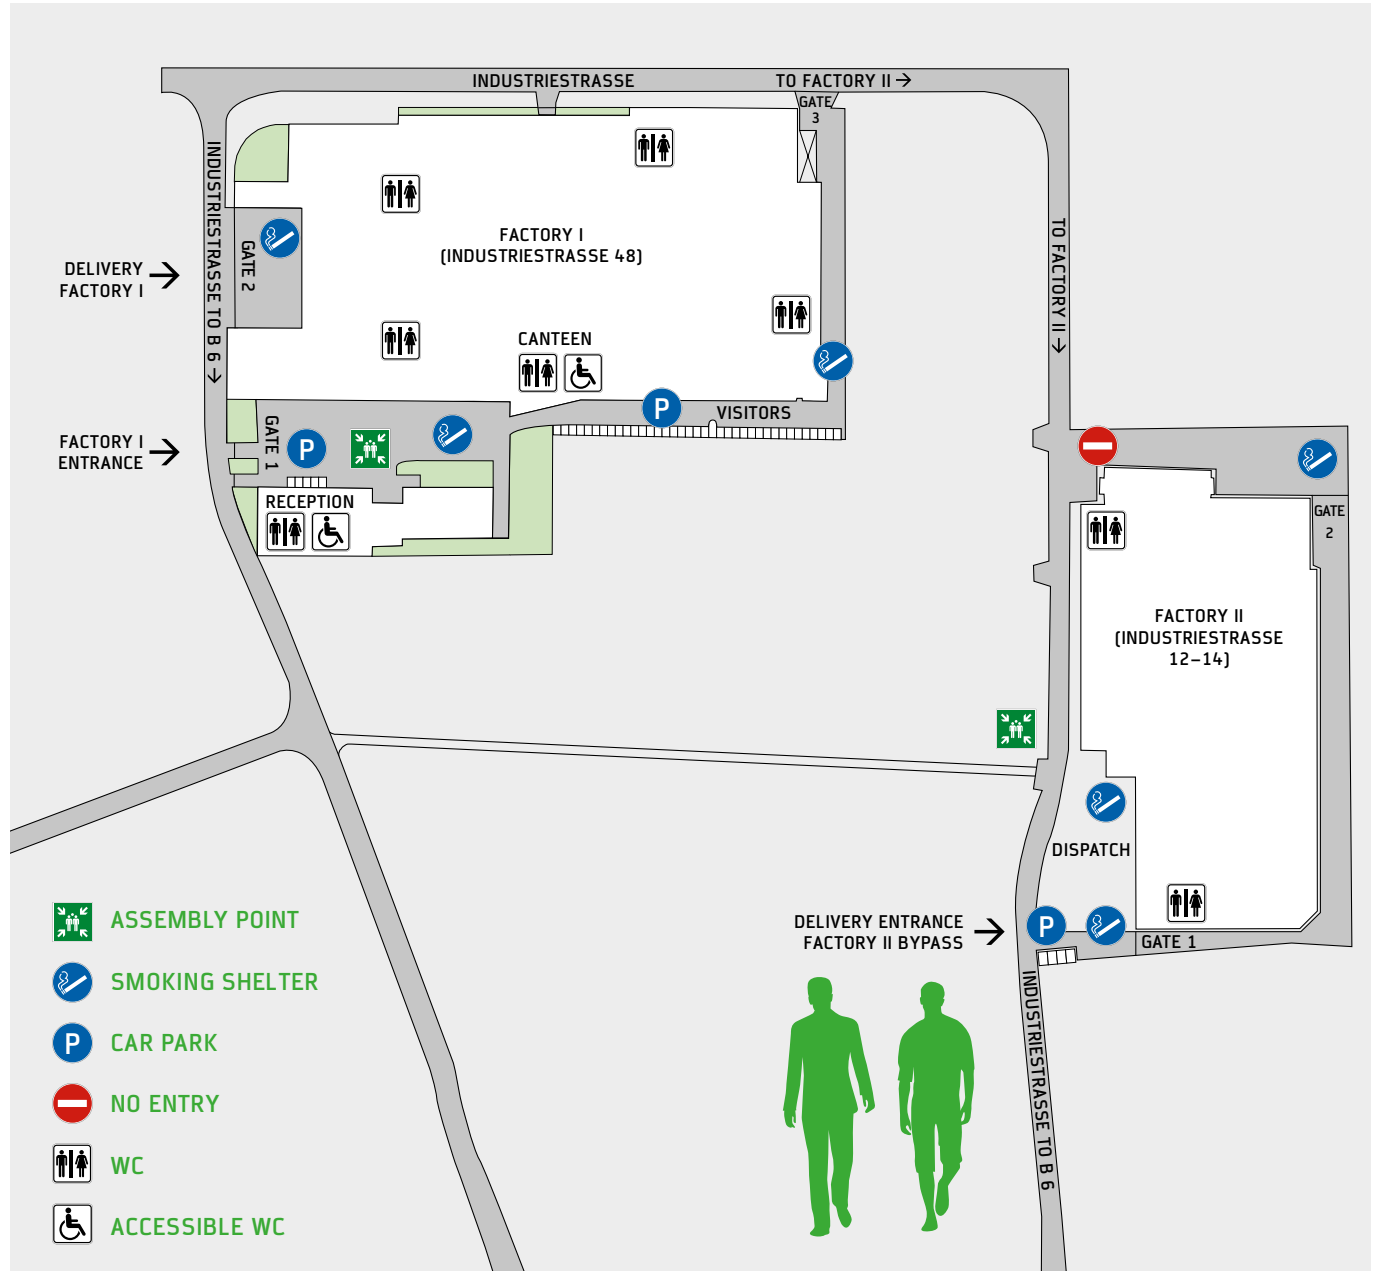 INDUSTRIESTRASSE
TO FACTORY II →
GATE
3
INDUSTRIESTRASSE TO B 6 →
GATE 2
DELIVERY
FACTORY I
FACTORY I
(INDUSTRIESTRASSE 48)
TO FACTORY II →
CANTEEN
P
VISITORS
GATE 1
P
FACTORY I
ENTRANCE
RECEPTION
GATE
2
FACTORY II
(INDUSTRIESTRASSE
12–14)
DISPATCH
DELIVERY ENTRANCE
FACTORY II BYPASS
P
GATE 1
INDUSTRIESTRASSE TO B 6
ASSEMBLY POINT
SMOKING SHELTER
P
CAR PARK
NO ENTRY
WC
ACCESSIBLE WC